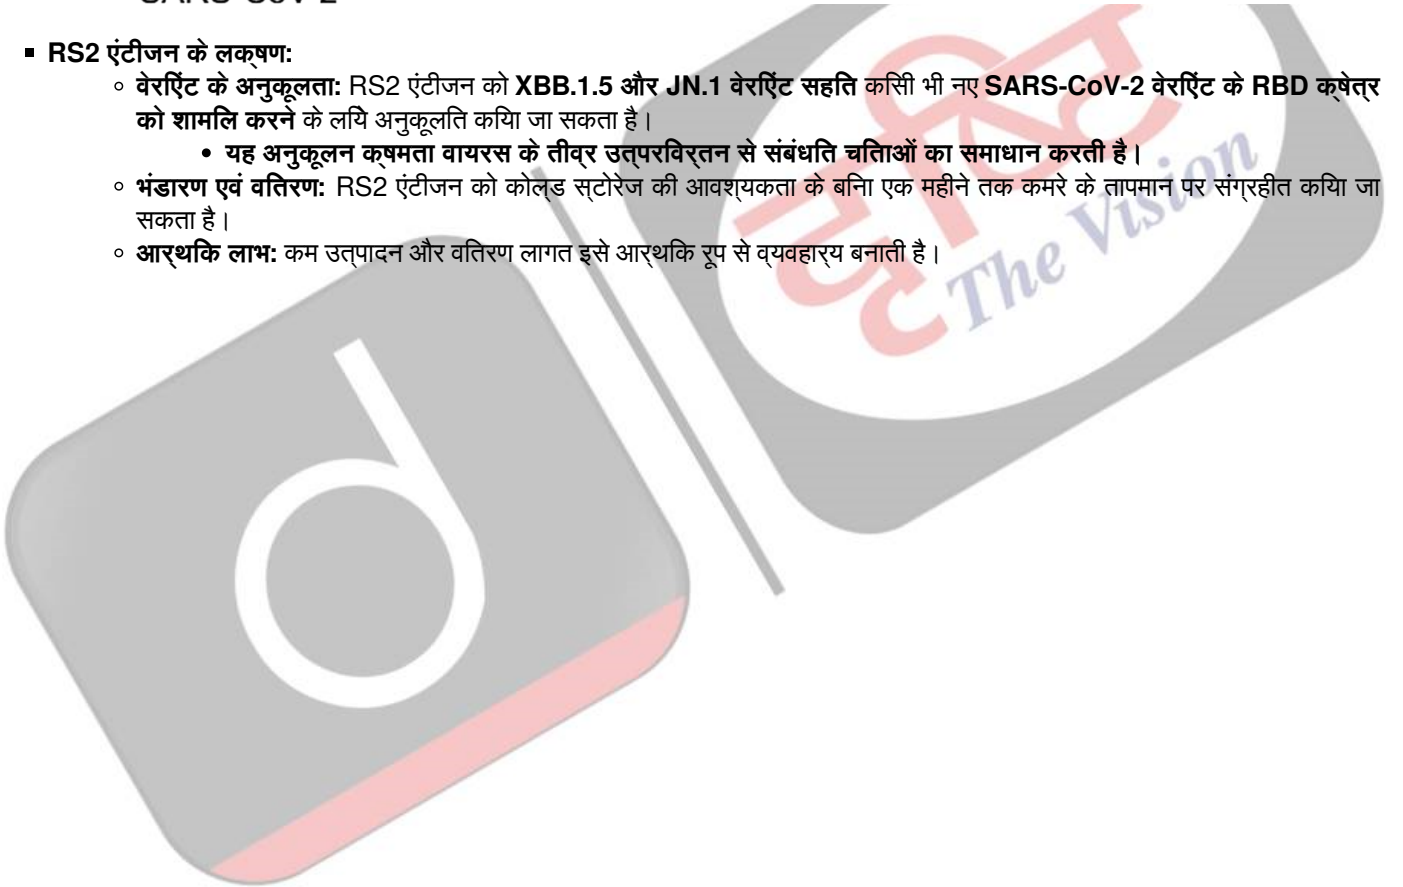 SARS-CoV-2
RS2 एंटीजन के लक्षण:
वेरिएंट के अनुकूलता: RS2 एंटीजन को XBB.1.5 और JN.1 वेरिएंट सहित किसी भी नए SARS-CoV-2 वेरिएंट के RBD क्षेत्र
को शामिल करने के लिये अनुकूलित किया जा सकता है।
यह अनुकूलन क्षमता वायरस के तीव्र उत्परिवर्तन से संबंधित चिंताओं का समाधान करती है।
भंडारण एवं वितरण: RS2 एंटीजन को कोल्ड स्टोरेज की आवश्यकता के बिना एक महीने तक कमरे के तापमान पर संग्रहीत किया जा
सकता है।
आर्थिक लाभ: कम उत्पादन और वितरण लागत इसे आर्थिक रूप से व्यवहार्य बनाती है।
दृष्टि
The Vision
d